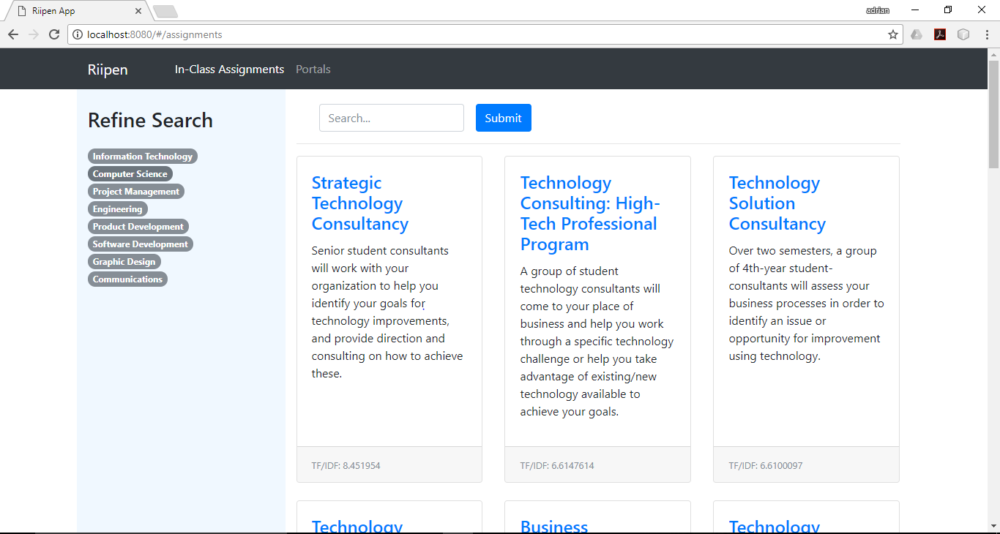 Riipen App
adrian
localhost:8080/#/assignments
Riipen In-Class Assignments Portals
Refine Search
Information Technology
Computer Science
Project Management
Engineering
Product Development
Software Development
Graphic Design
Communications
Search...
Submit
Strategic
Technology
Consultancy
Senior student consultants
will work with your
organization to help you
identify your goals for
technology improvements,
and provide direction and
consulting on how to achieve
these.
TF/IDF: 8.451954
Technology
Consulting: High-
Tech Professional
Program
A group of student
technology consultants will
come to your place of
business and help you work
through a specific technology
challenge or help you take
advantage of existing/new
technology available to
achieve your goals.
TF/IDF: 6.6147614
Technology
Solution
Consultancy
Over two semesters, a group
of 4th-year student-
consultants will assess your
business processes in order to
identify an issue or
opportunity for improvement
using technology.
TF/IDF: 6.6100097
Technology
Business
Technology